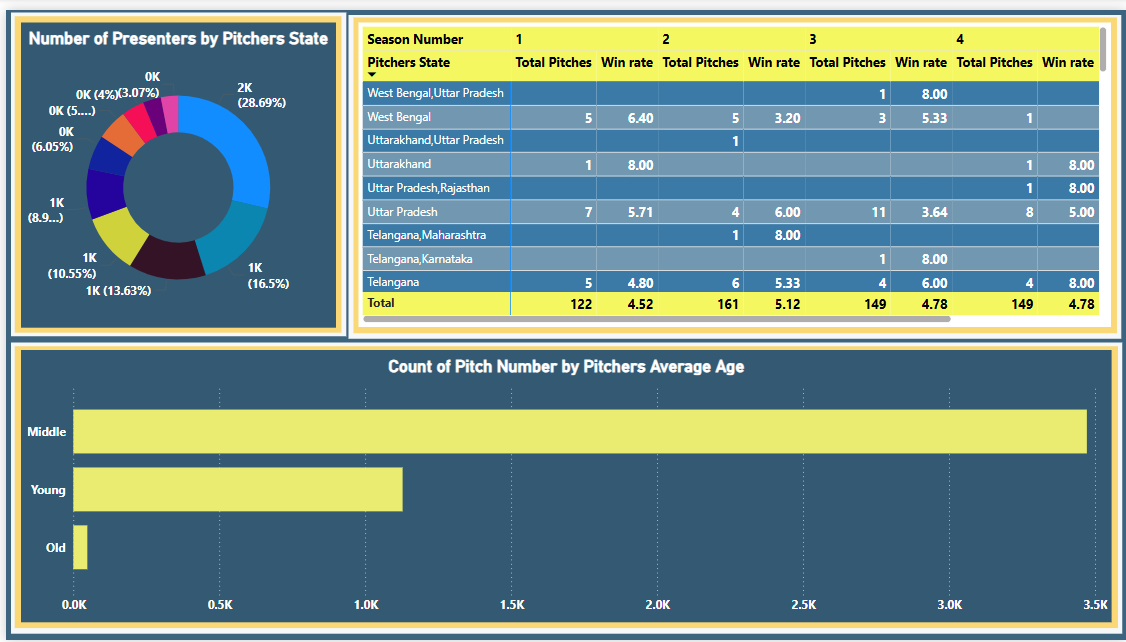 Number of Presenters by Pitchers State
0K
(3.07%)
0K (4%)
0K (5....)
0K
(6.05%)
1K
(8.9...)
1K
(10.55%)
1K (13.63%)
1K
(16.5%)
2K
(28.69%)
Season Number 1 2 3 4
Pitchers State Total Pitches Win rate Total Pitches Win rate Total Pitches Win rate Total Pitches Win rate
West Bengal,Uttar Pradesh 1 8.00
West Bengal 5 6.40 5 3.20 3 5.33 1
Uttarakhand,Uttar Pradesh 1
Uttarakhand 1 8.00 1 8.00
Uttar Pradesh,Rajasthan 1 8.00
Uttar Pradesh 7 5.71 4 6.00 11 3.64 8 5.00
Telangana,Maharashtra 1 8.00
Telangana,Karnataka 1 8.00
Telangana 5 4.80 6 5.33 4 6.00 4 8.00
Total 122 4.52 161 5.12 149 4.78 149 4.78
Count of Pitch Number by Pitchers Average Age
Middle
Young
Old
0.0K 0.5K 1.0K 1.5K 2.0K 2.5K 3.0K 3.5K